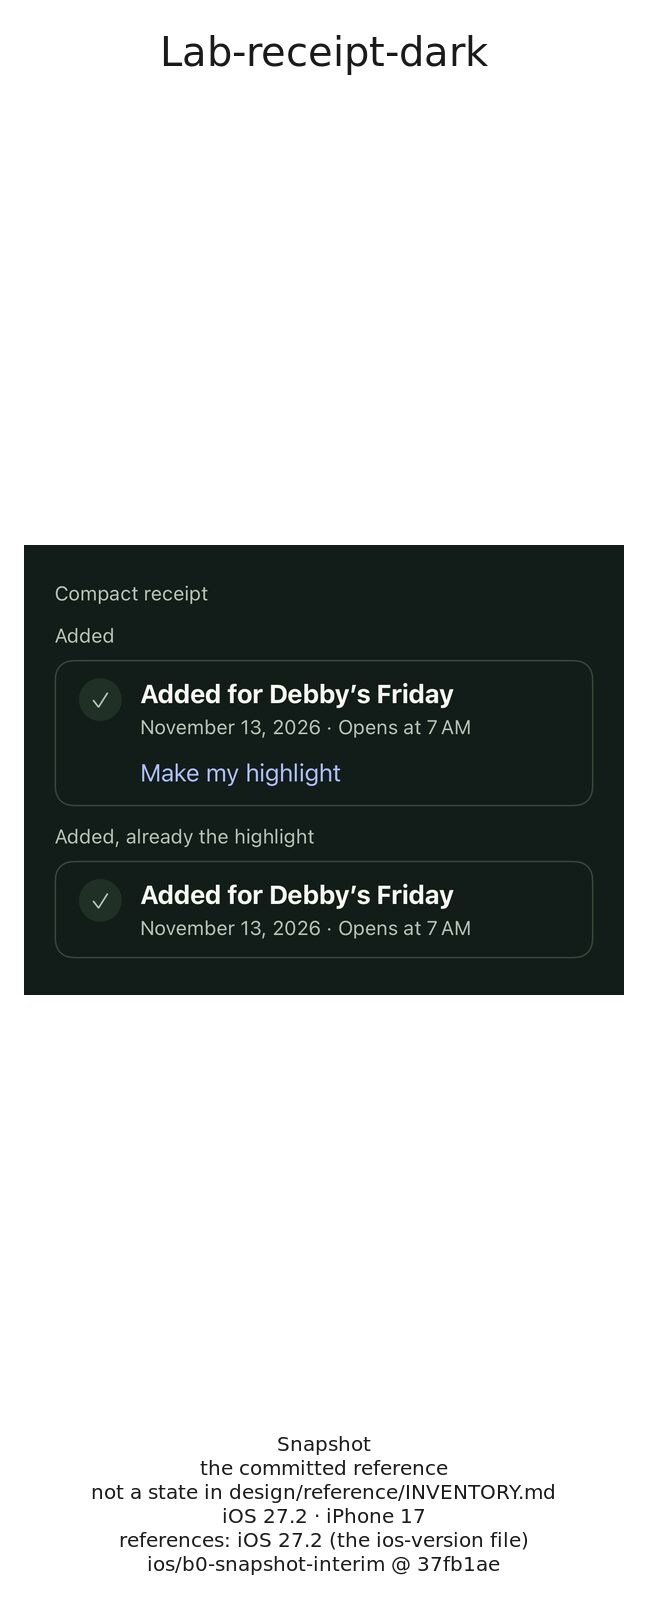 Lab-receipt-dark
Compact receipt
Added
Added for Debby’s Friday
November 13, 2026 · Opens at 7 AM
Make my highlight
Added, already the highlight
Added for Debby’s Friday
November 13, 2026 · Opens at 7 AM
Snapshot
the committed reference
not a state in design/reference/INVENTORY.md
iOS 27.2 · iPhone 17
references: iOS 27.2 (the ios-version file)
ios/b0-snapshot-interim @ 37fb1ae